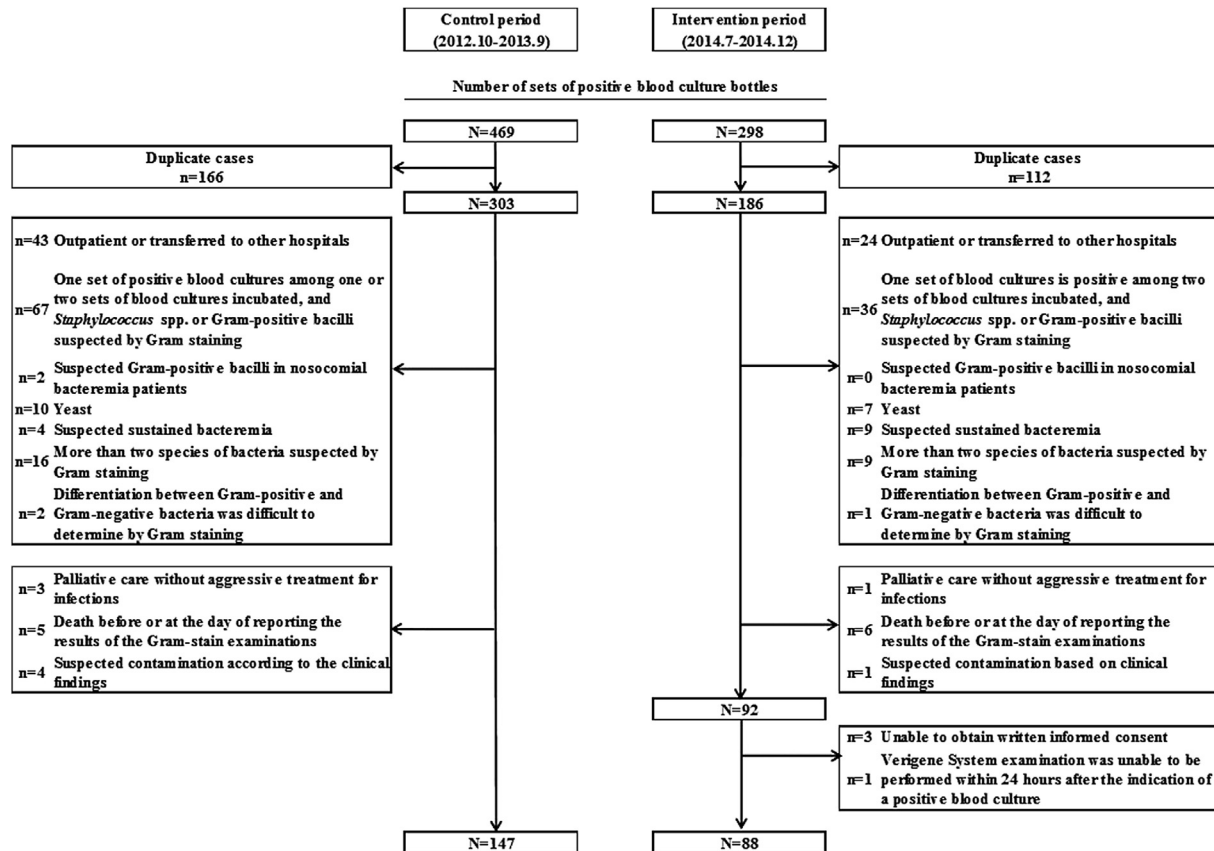 Control period
(2012.10-2013.9)
Intervention period
(2014.7-2014.12)
Number of sets of positive blood culture bottles
N=469
N=298
Duplicate cases
n=166
Duplicate cases
n=112
N=303
N=186
n=43 Outpatient or transferred to other hospitals
One set of positive blood cultures among one or
two sets of blood cultures incubated, and
n=67 Staphylococcus spp. or Gram-positive bacilli
suspected by Gram staining
n=2 Suspected Gram-positive bacilli in nosocomial
bacteremia patients
n=10 Yeast
n=4 Suspected sustained bacteremia
n=16 More than two species of bacteria suspected by
Gram staining
Differentiation between Gram-positive and
n=2 Gram-negative bacteria was difficult to
determine by Gram staining
n=24 Outpatient or transferred to other hospitals
One set of blood cultures is positive among two
sets of blood cultures incubated, and
n=36 Staphylococcus spp. or Gram-positive bacilli
suspected by Gram staining
n=0 Suspected Gram-positive bacilli in nosocomial
bacteremia patients
n=7 Yeast
n=9 Suspected sustained bacteremia
n=9 More than two species of bacteria suspected by
Gram staining
Differentiation between Gram-positive and
n=1 Gram-negative bacteria was difficult to
determine by Gram staining
n=3 Palliative care without aggressive treatment for
infections
n=5 Death before or at the day of reporting the
results of the Gram-stain examinations
n=4 Suspected contamination according to the clinical
findings
n=1 Palliative care without aggressive treatment for
infections
n=6 Death before or at the day of reporting the
results of the Gram-stain examinations
n=1 Suspected contamination based on clinical
findings
N=92
n=3 Unable to obtain written informed consent
Verigene System examination was unable to be
n=1 performed within 24 hours after the indication of
a positive blood culture
N=147
N=88